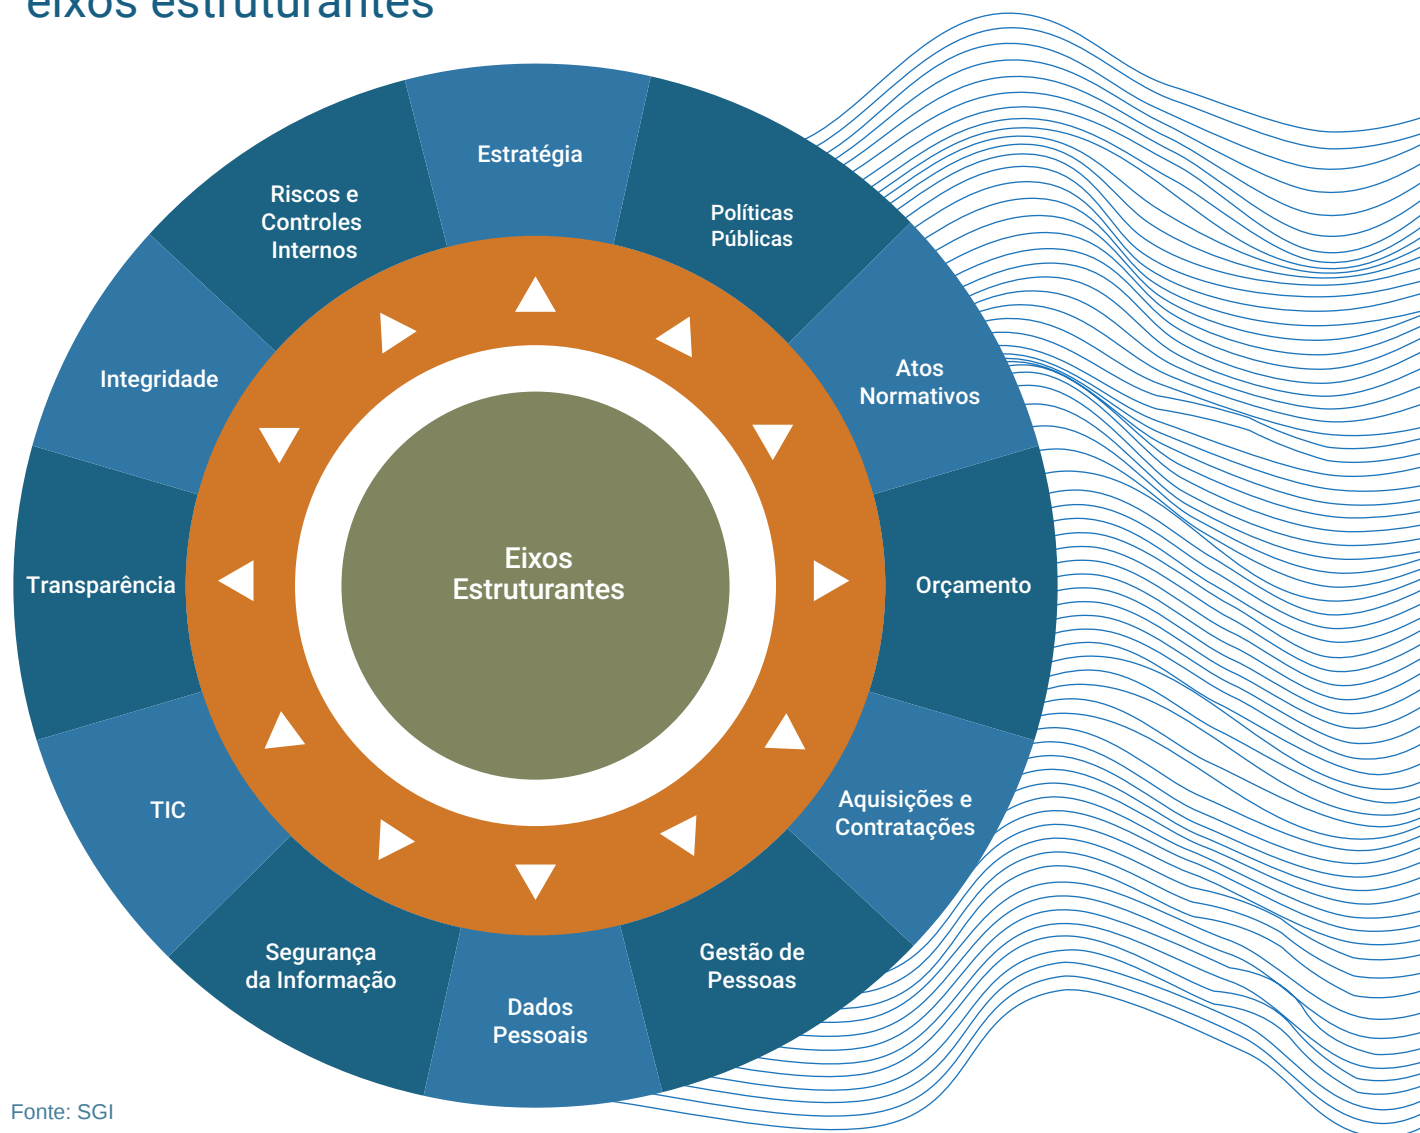 eixos estruturantes
Estratégia
Políticas
Públicas
Atos
Normativos
Orçamento
Aquisições e
Contratações
Gestão de
Pessoas
Dados
Pessoais
Segurança
da Informação
TIC
Transparência
Integridade
Riscos e
Controles
Internos
Eixos
Estruturantes
Fonte: SGI